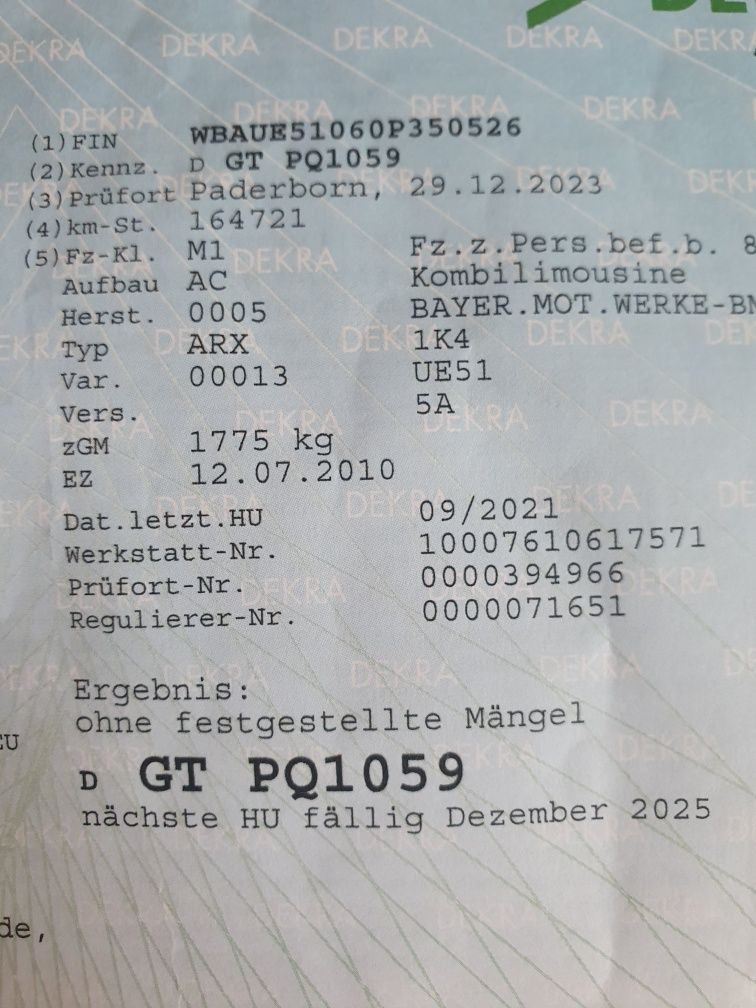 DEKRA
(1)FIN WBAUE51060P350526
(2)Kennz. D GT PQ1059
(3)Prüfort Paderborn, 29.12.2023
(4)km-St. 164721
(5)Fz-Kl. M1 Fz.z.Pers.bef.b. 8
Aufbau AC Kombilimousine
Herst. 0005 BAYER.MOT.WERKE-BM
Typ ARX 1K4
Var. 00013 UE51
Vers. 5A
zGM 1775 kg
EZ 12.07.2010
Dat.letzt.HU 09/2021
Werkstatt-Nr. 10007610617571
Prüfort-Nr. 0000394966
Regulierer-Nr. 0000071651
Ergebnis:
ohne festgestellte Mängel
D GT PQ1059
nächste HU fällig Dezember 2025
de,